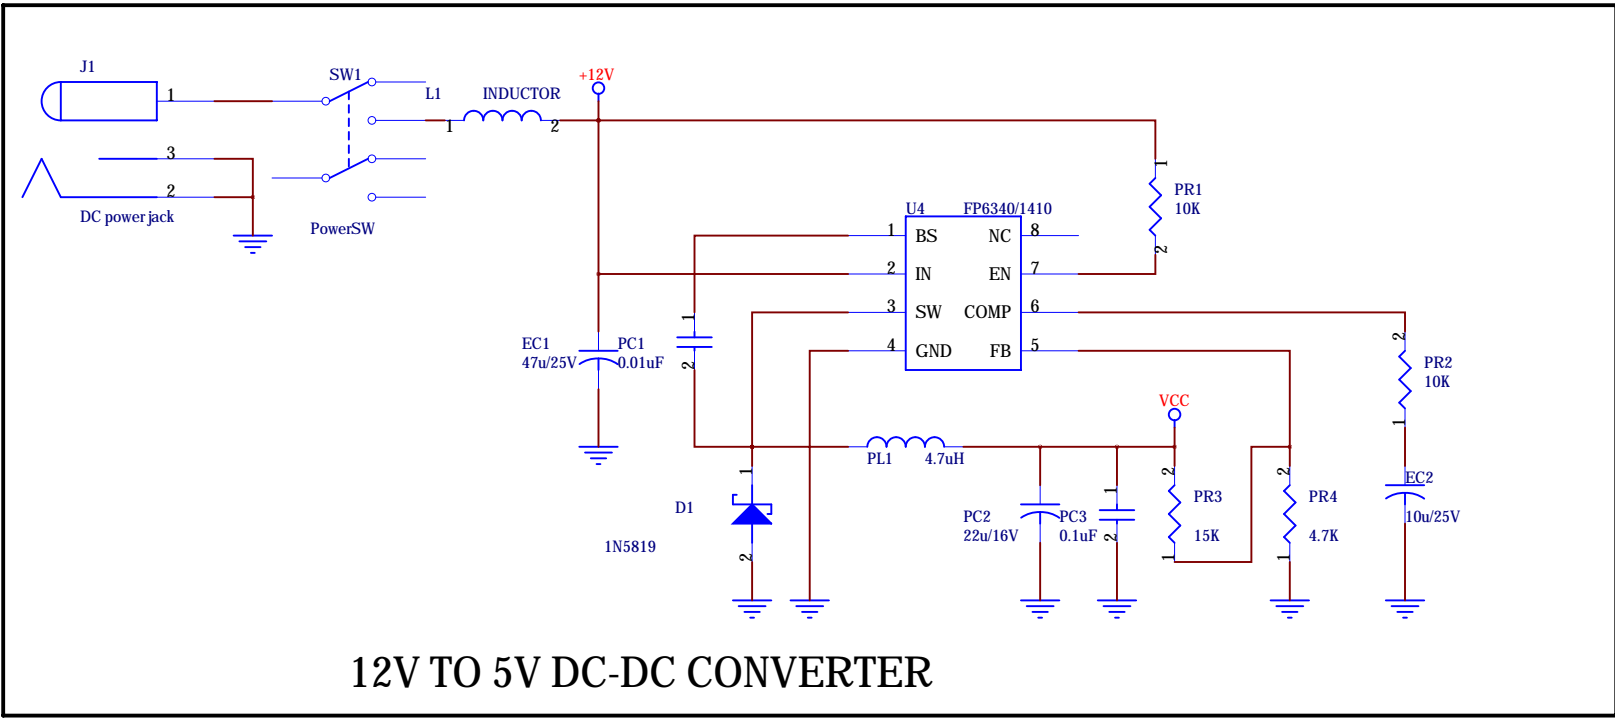 J1
1
3
2
DC power jack
SW1
PowerSW
L1
INDUCTOR
1
2
+12V
1
PR1
10K
2
U4
FP6340/1410
1
BS
NC
8
2
IN
EN
7
3
SW
COMP
6
4
GND
FB
5
EC1
47u/25V
1
PC1
0.01uF
2
2
PR2
10K
1
VCC
PL1
4.7uH
D1
1
1N5819
2
PC2
22u/16V
1
PC3
0.1uF
2
2
PR3
15K
1
2
PR4
4.7K
1
EC2
10u/25V
12V TO 5V DC-DC CONVERTER